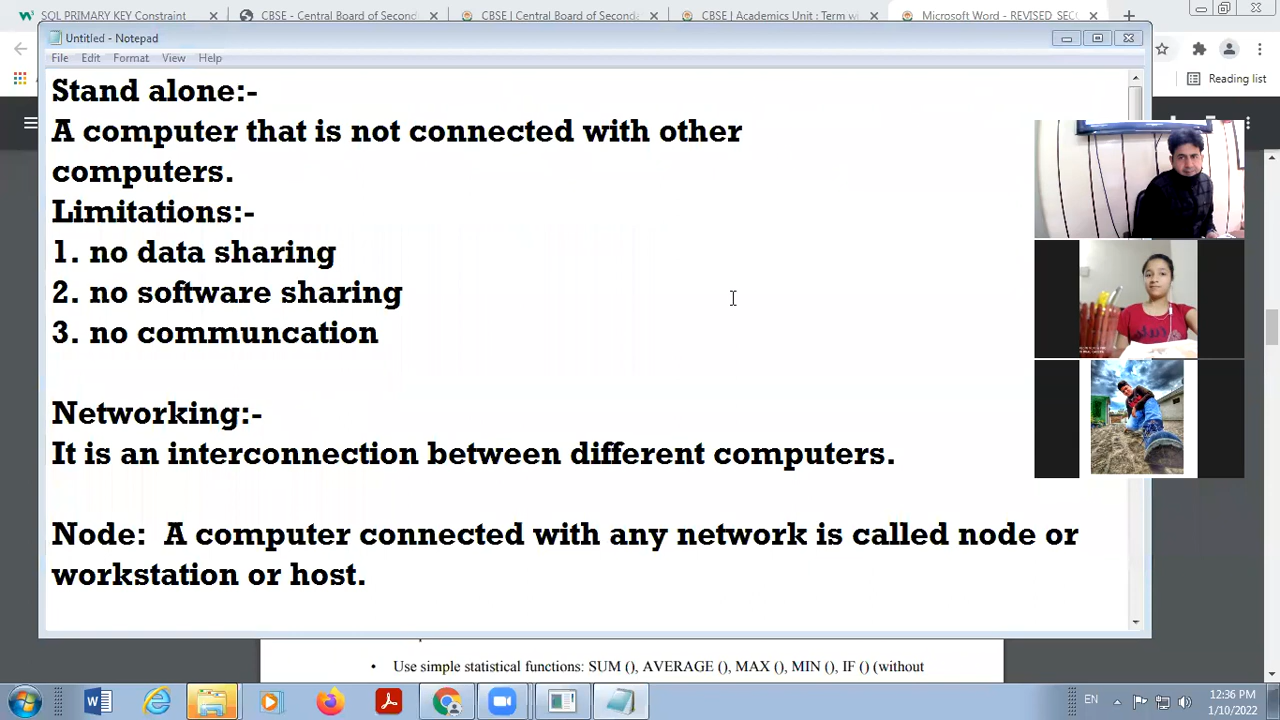 SQL PRIMARY KEY Constraint
CBSE - Central Board of Second
CBSE | Central Board of Seconda
CBSE | Academics Unit : Term w
Microsoft Word - REVISED_SEC
Untitled - Notepad
File Edit Format View Help
Reading list
Stand alone:-
A computer that is not connected with other
computers.
Limitations:-
1. no data sharing
2. no software sharing
3. no communcation
Networking:-
It is an interconnection between different computers.
Node: A computer connected with any network is called node or
workstation or host.
• Use simple statistical functions: SUM (), AVERAGE (), MAX (), MIN (), IF () (without
EN
12:36 PM
1/10/2022